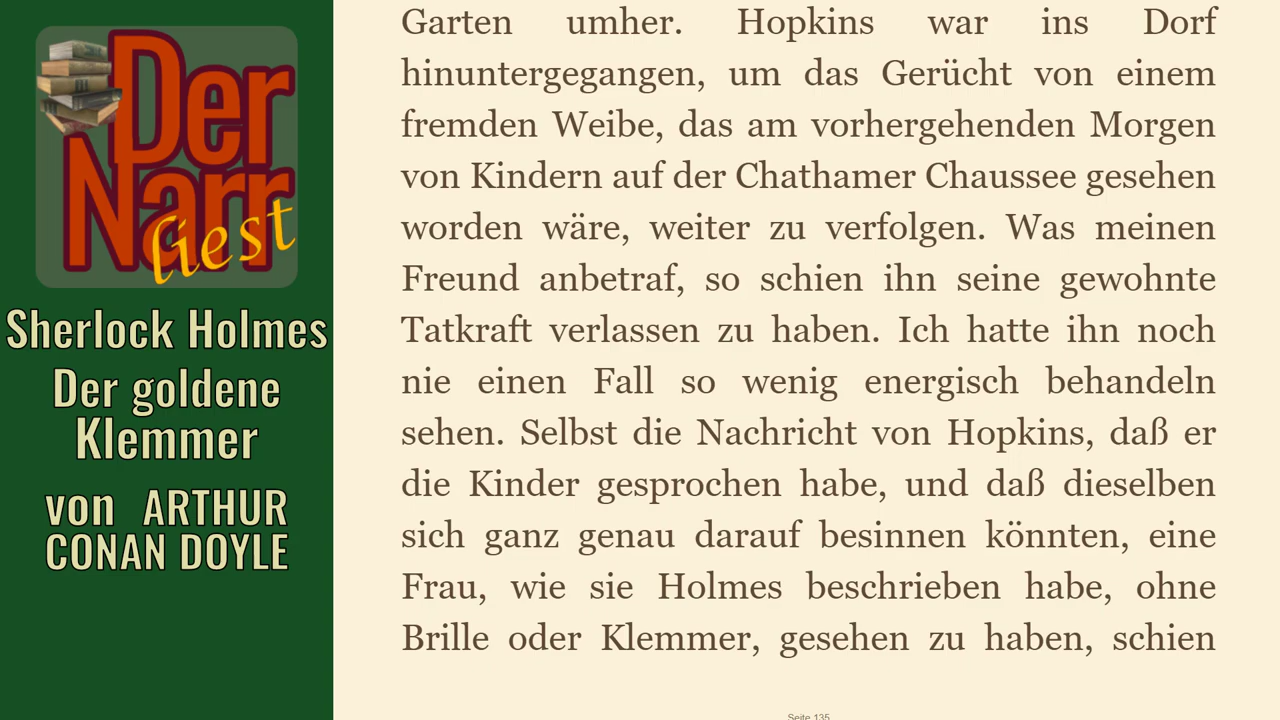 Der
Narr
liest
Sherlock Holmes
Der goldene
Klemmer
von ARTHUR
CONAN DOYLE
Garten umher. Hopkins war ins Dorf
hinuntergegangen, um das Gerücht von einem
fremden Weibe, das am vorhergehenden Morgen
von Kindern auf der Chathamer Chaussee gesehen
worden wäre, weiter zu verfolgen. Was meinen
Freund anbetraf, so schien ihn seine gewohnte
Tatkraft verlassen zu haben. Ich hatte ihn noch
nie einen Fall so wenig energisch behandeln
sehen. Selbst die Nachricht von Hopkins, daß er
die Kinder gesprochen habe, und daß dieselben
sich ganz genau darauf besinnen könnten, eine
Frau, wie sie Holmes beschrieben habe, ohne
Brille oder Klemmer, gesehen zu haben, schien
Seite 135